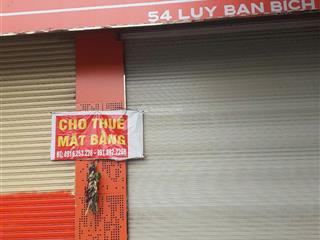 54 LUY BAN BICH
CHO THUÊ
MẶT BẰNG